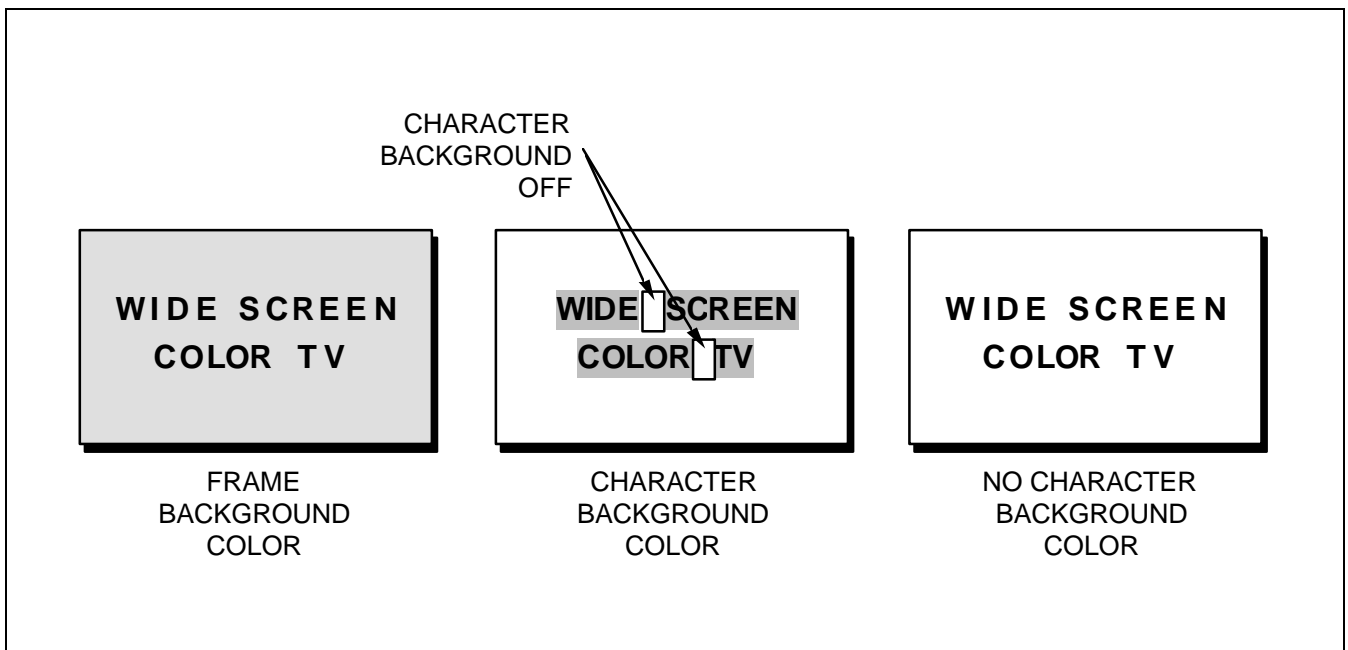 CHARACTER
BACKGROUND
OFF
WIDE SCREEN
COLOR TV
FRAME
BACKGROUND
COLOR
WIDE SCREEN
COLOR TV
CHARACTER
BACKGROUND
COLOR
WIDE SCREEN
COLOR TV
NO CHARACTER
BACKGROUND
COLOR